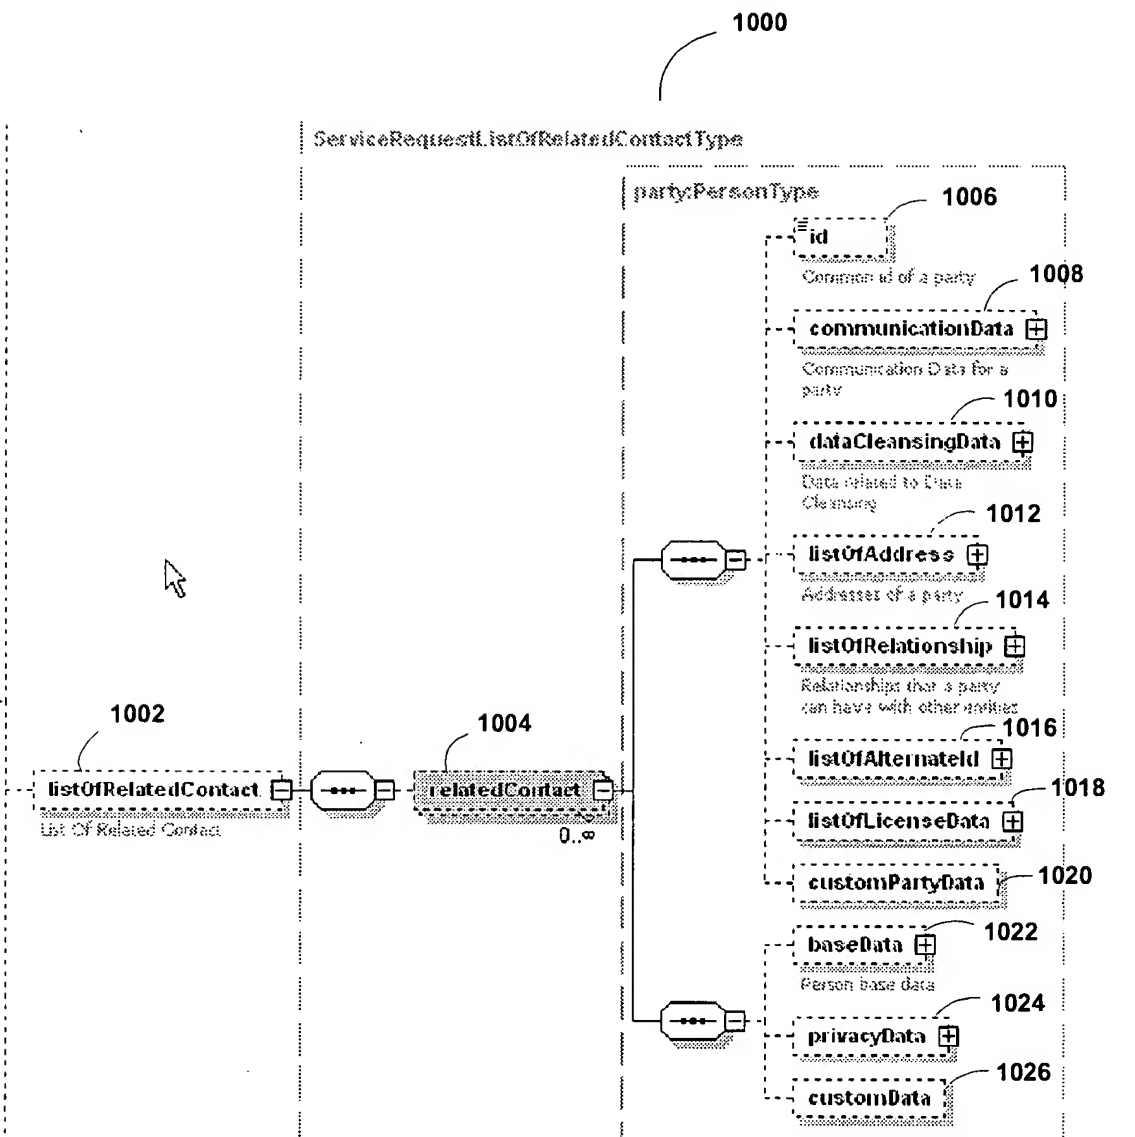 1000
ServiceRequestListOfRelatedContactType
party:PersonType
1006
id
Common id of a party
1008
communicationData
Communication Data for a
party
1010
dataCleansingData
Data related to Data
Cleansing
1012
listOfAddress
Addresses of a party
1014
listOfRelationship
Relationships that a party
can have with other entities
1002
listOfRelatedContact
List Of Related Contact
1004
relatedContact
0..∞
1016
listOfAlternateId
1018
listOfLicenseData
1020
customPartyData
1022
baseData
Person base data
1024
privacyData
1026
customData